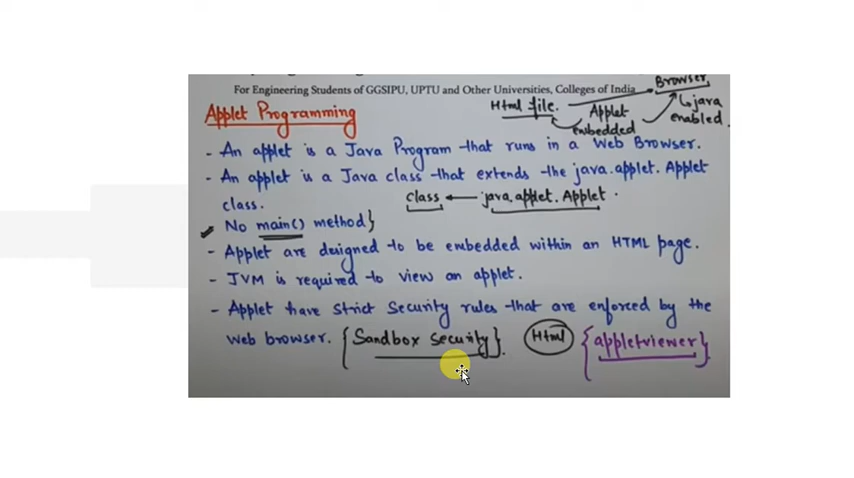 For Engineering Students of GGSIPU, UPTU and Other Universities, Colleges of India
Browser
Html file.
Applet embedded
java enabled.
Applet Programming
- An applet is a Java Program that runs in a Web Browser.
- An applet is a Java class that extends the java.applet.Applet
class.
class ← java.applet.Applet.
No main() method}
- Applet are designed to be embedded within an HTML page.
- JVM is required to view an applet.
- Applet have strict security rules that are enforced by the
web browser. {Sandbox Security}. Html {appletviewer}.